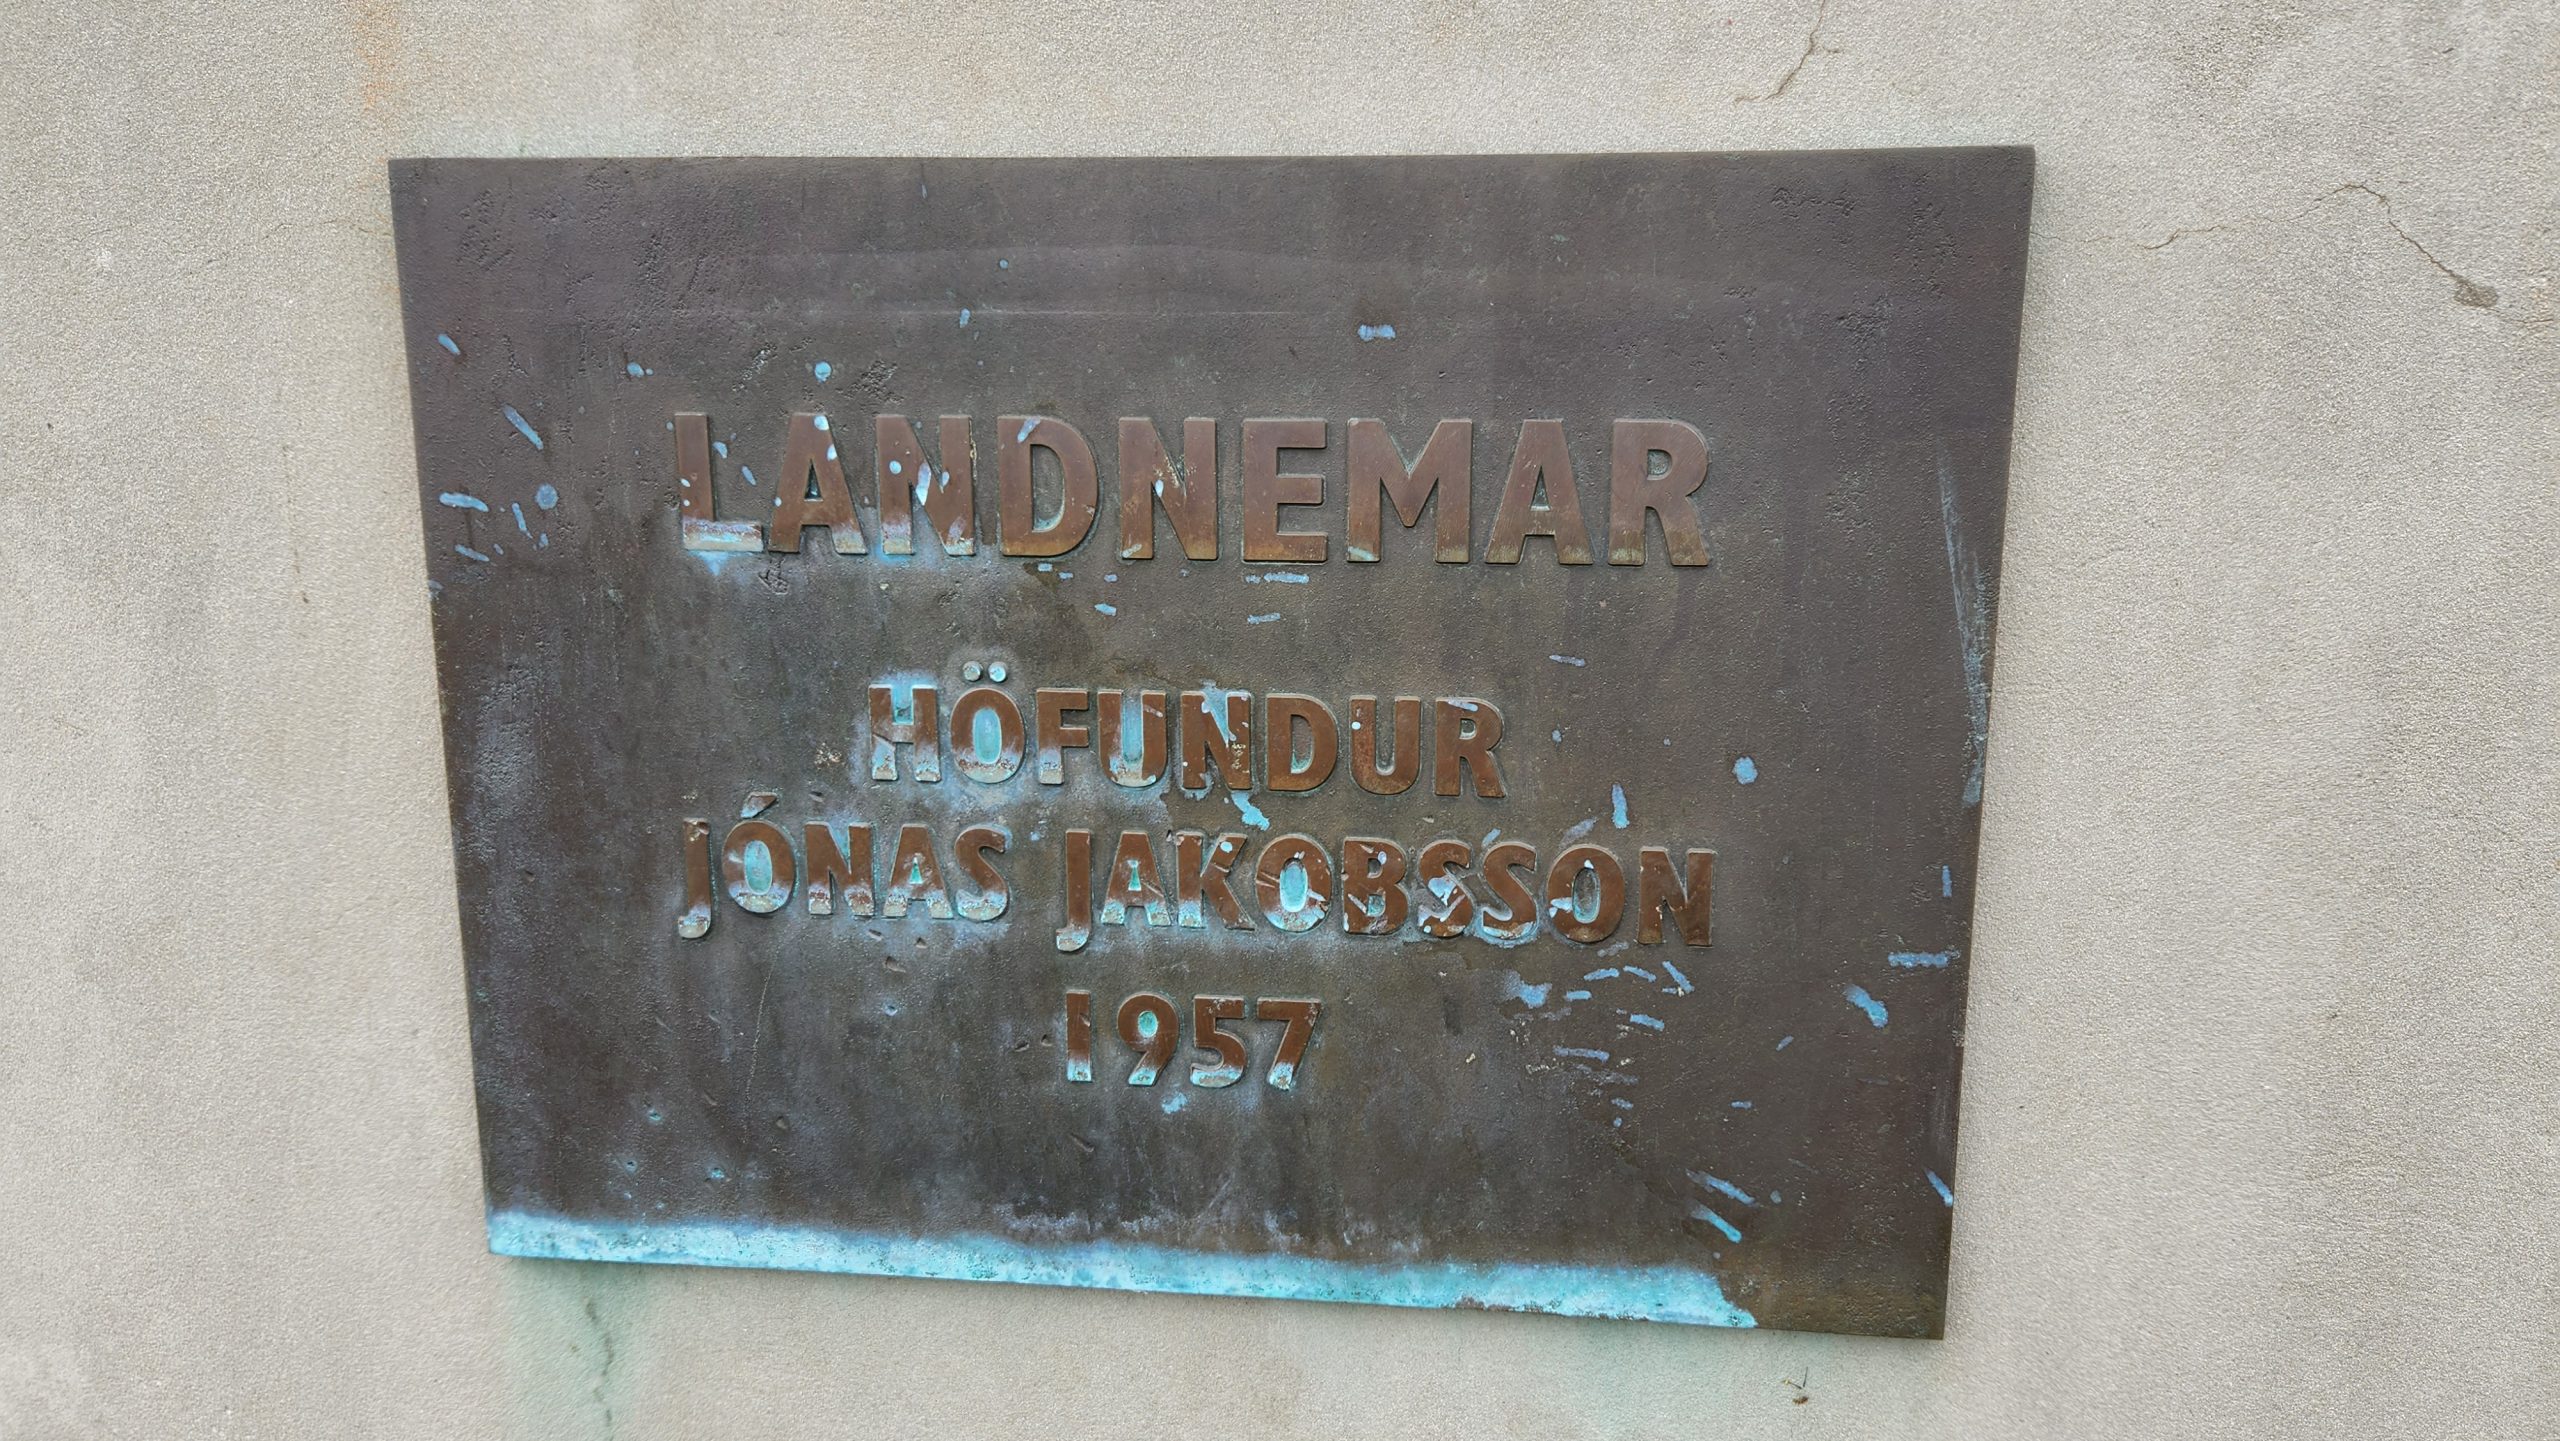 LANDNEMAR
HÖFUNDUR
JÓNAS JAKOBSSON
1957